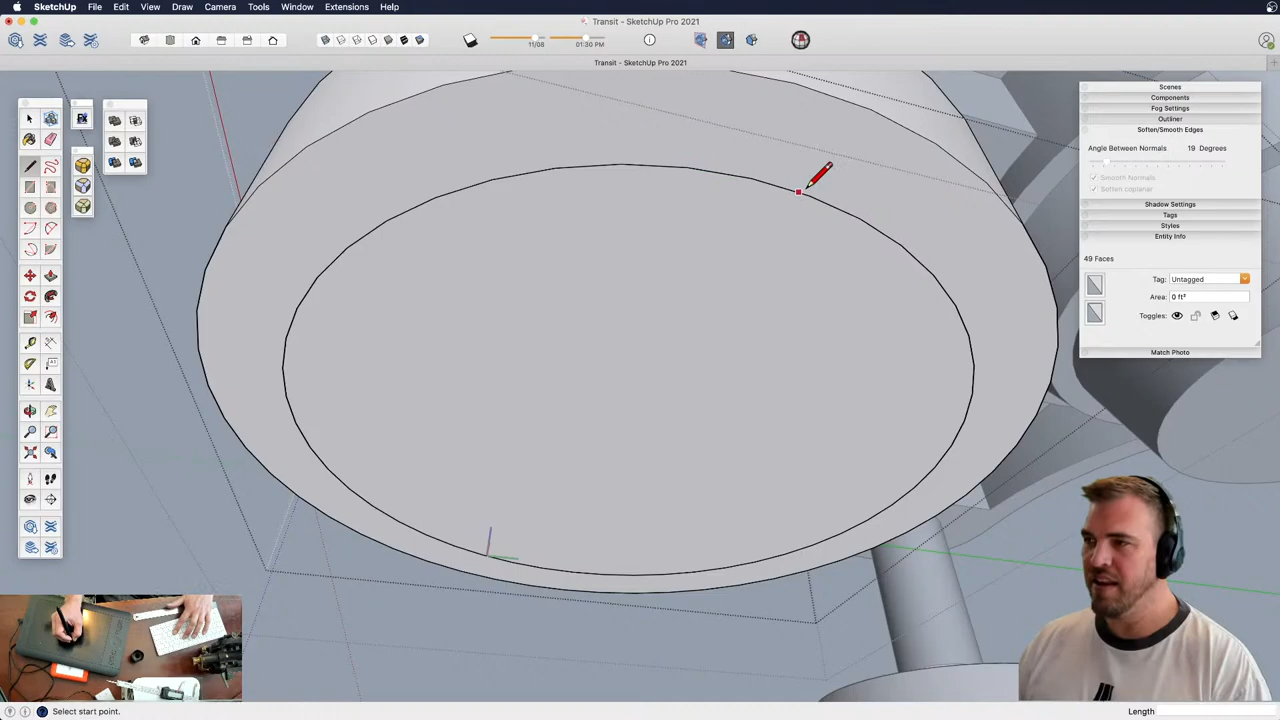 SketchUp File Edit View Draw Camera Tools Window Extensions Help
Transit - SketchUp Pro 2021
11/08 01:30 PM
Transit - SketchUp Pro 2021
Scenes
Components
Fog Settings
Outliner
Soften/Smooth Edges
Angle Between Normals 19 Degrees
Smooth Normals
Soften coplanar
Shadow Settings
Tags
Styles
Entity Info
49 Faces
Tag: Untagged
Area: 0 ft²
Toggles:
Match Photo
Select start point.
Length